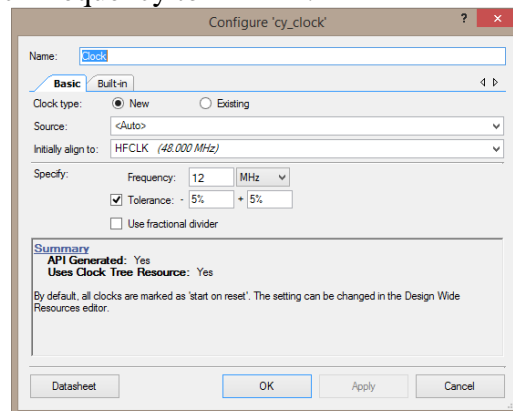 Configure 'cy_clock'
?
Name: Clock
Basic Built-in
Clock type: New Existing
Source: <Auto>
Initially align to: HFCLK (48.000 MHz)
Specify: Frequency: 12 MHz
Tolerance: - 5% + 5%
Use fractional divider
Summary
API Generated: Yes
Uses Clock Tree Resource: Yes
By default, all clocks are marked as 'start on reset'. The setting can be changed in the Design Wide
Resources editor.
Datasheet OK Apply Cancel